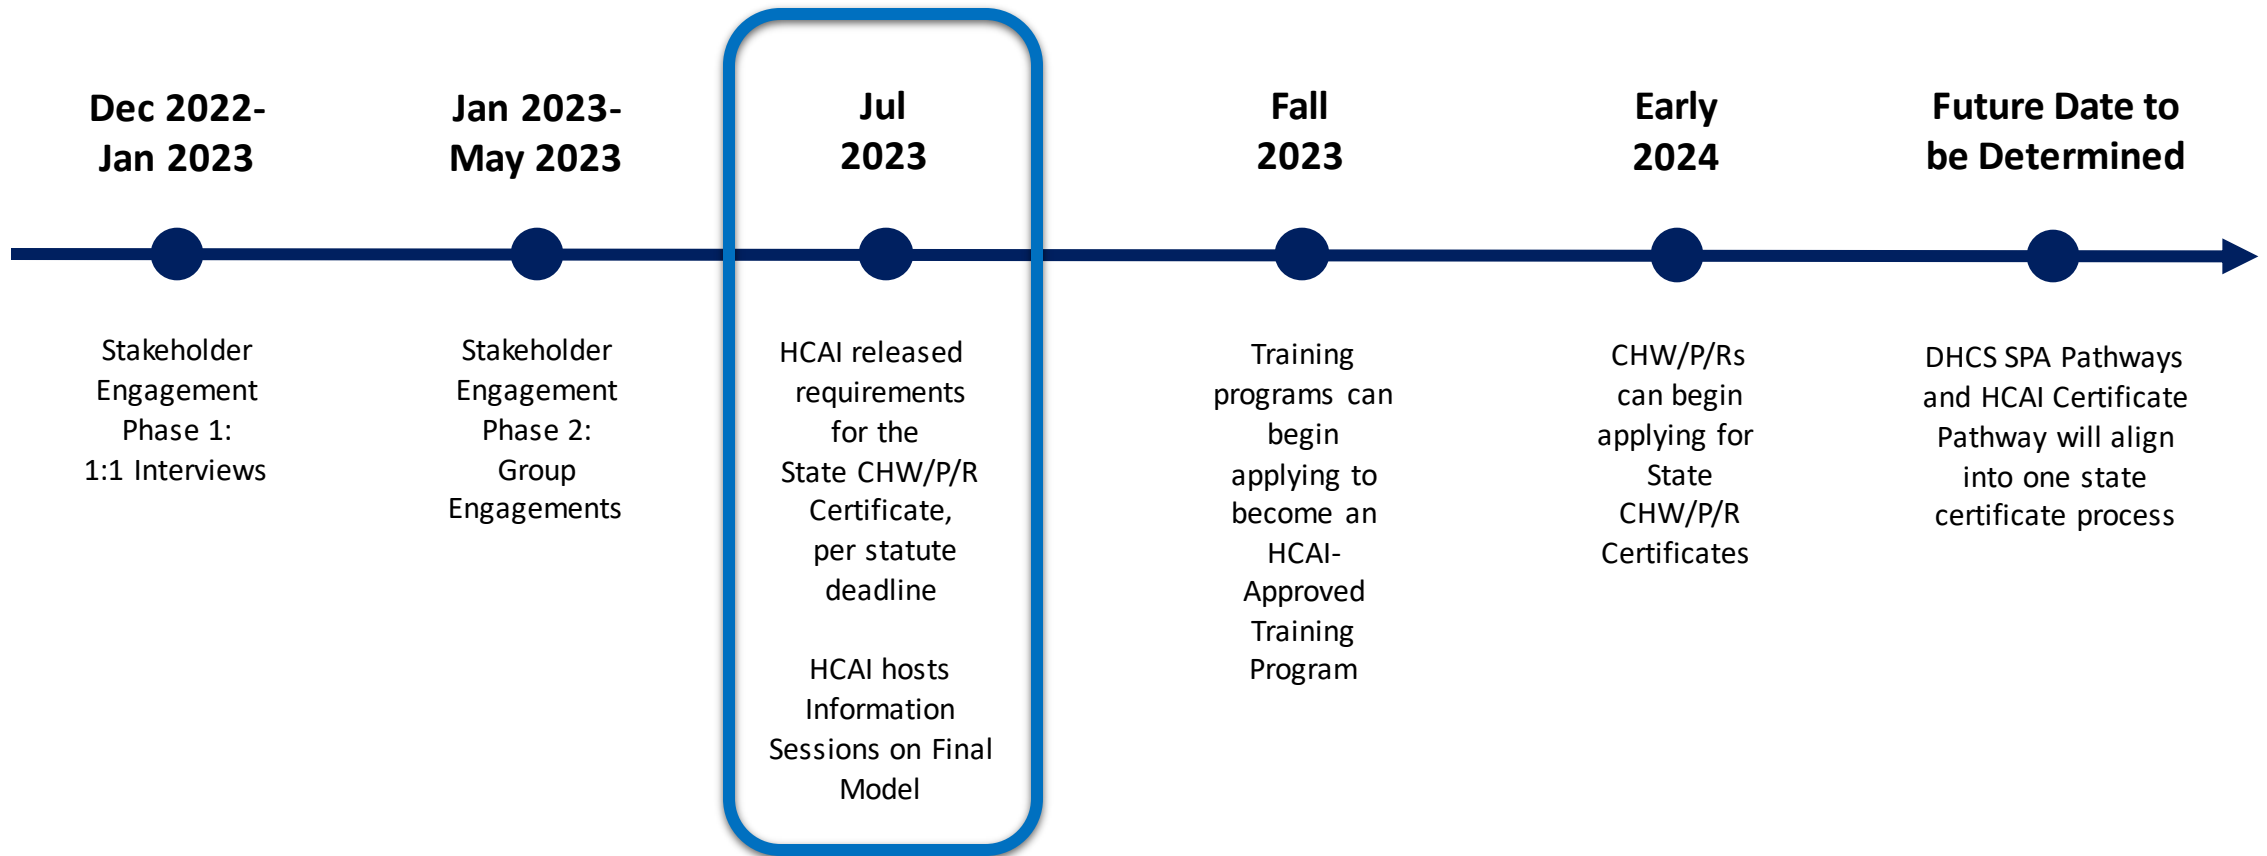 Dec 2022-
Jan 2023
Stakeholder
Engagement
Phase 1:
1:1 Interviews
Jan 2023-
May 2023
Stakeholder
Engagement
Phase 2:
Group
Engagements
Jul
2023
HCAI released
requirements
for the
State CHW/P/R
Certificate,
per statute
deadline
HCAI hosts
Information
Sessions on Final
Model
Fall
2023
Training
programs can
begin
applying to
become an
HCAI-
Approved
Training
Program
Early
2024
CHW/P/Rs
can begin
applying for
State
CHW/P/R
Certificates
Future Date to
be Determined
DHCS SPA Pathways
and HCAI Certificate
Pathway will align
into one state
certificate process